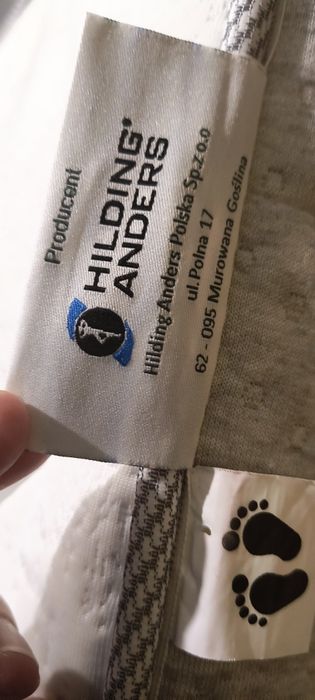 Producent
HILDING®
ANDERS
Hilding Anders Polska Sp.z o.o
ul.Polna 17
62 - 095 Murowana Goślina